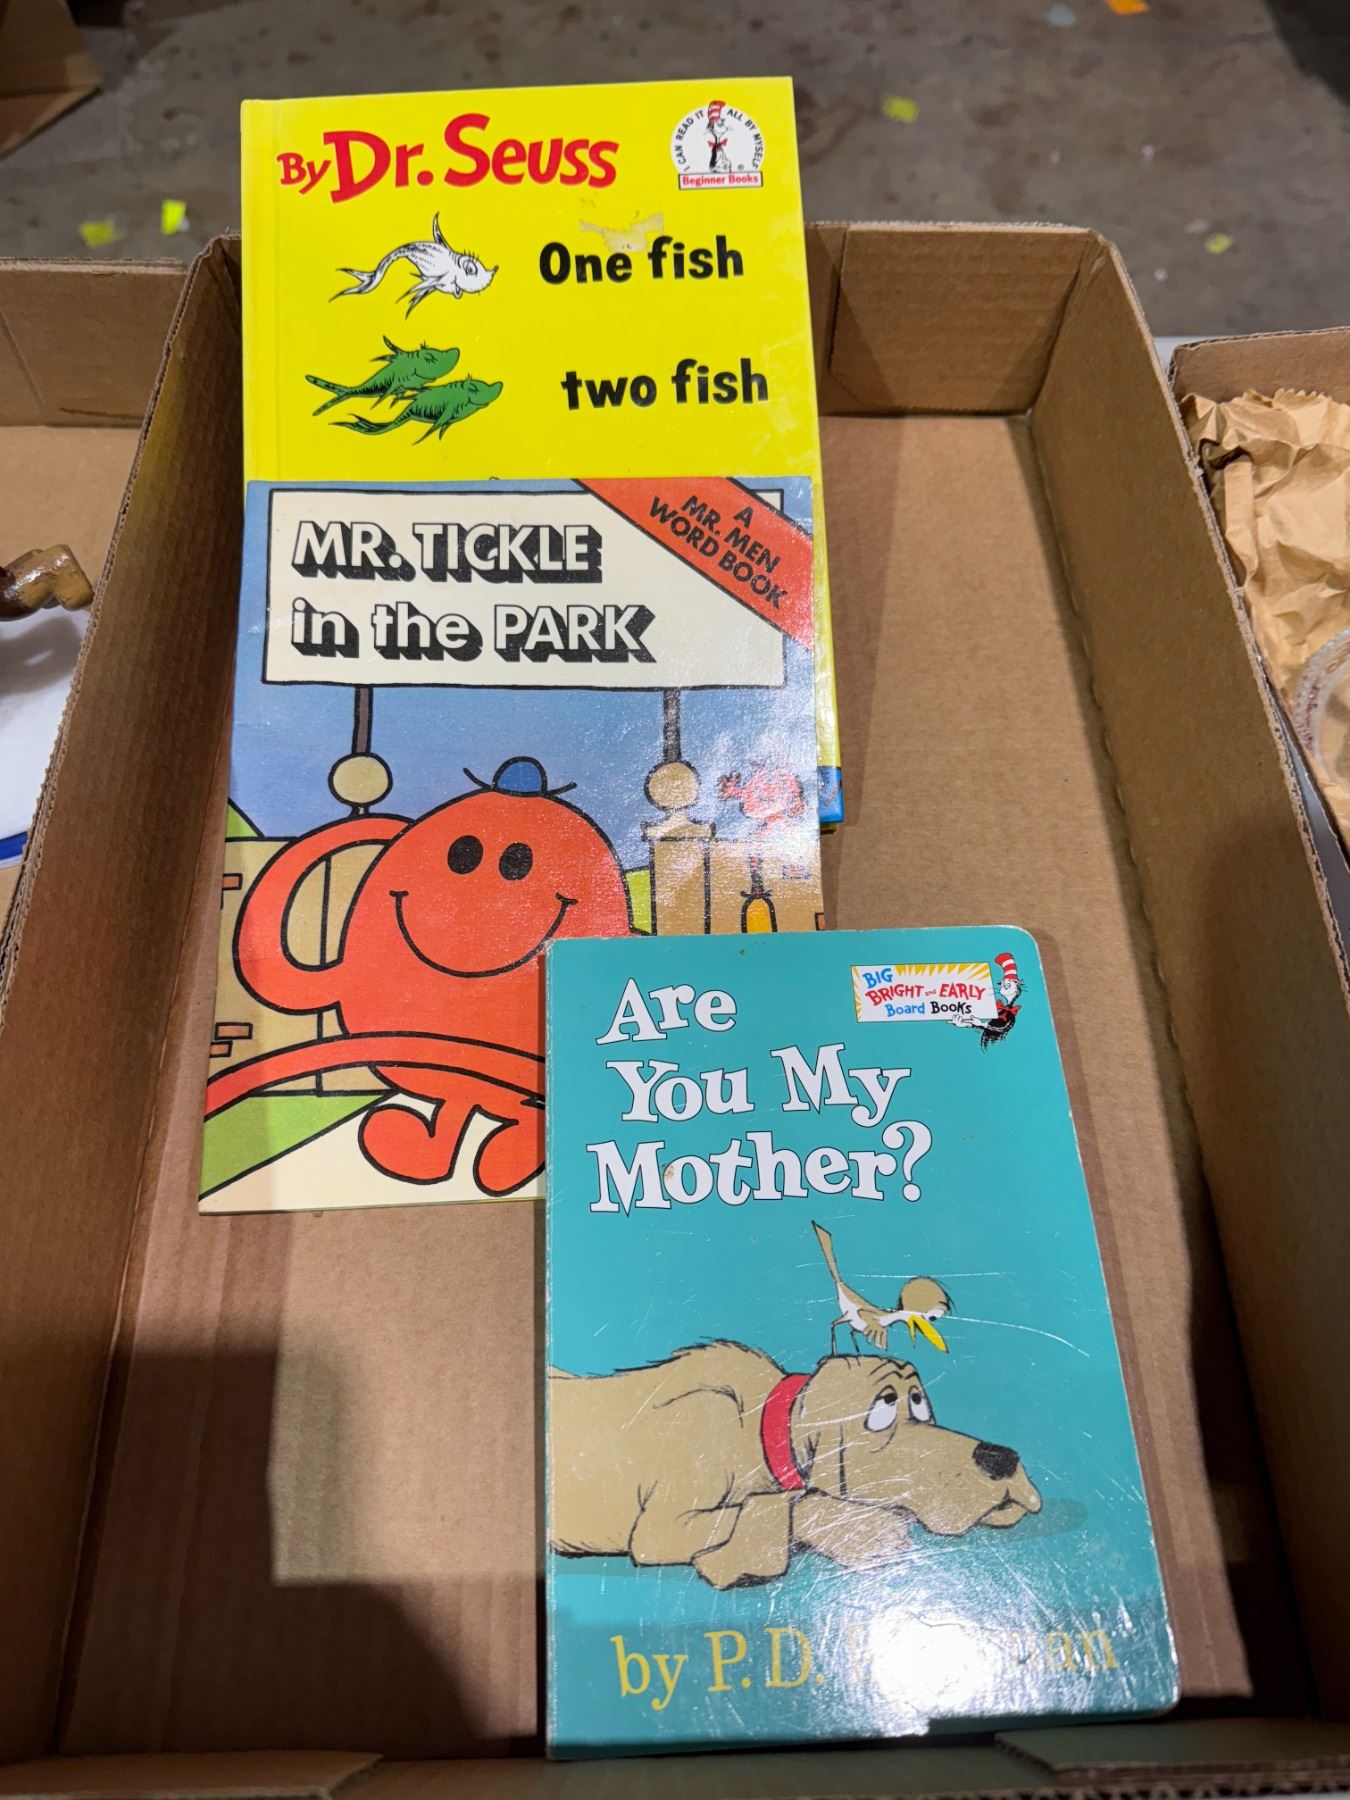 By Dr. Seuss
I CAN READ IT ALL BY MYSELF
Beginner Books
One fish
two fish
MR. TICKLE
in the PARK
A
MR. MEN
WORD BOOK
Are
You My
Mother?
BIG
BRIGHT and EARLY
Board Books
by P.D.